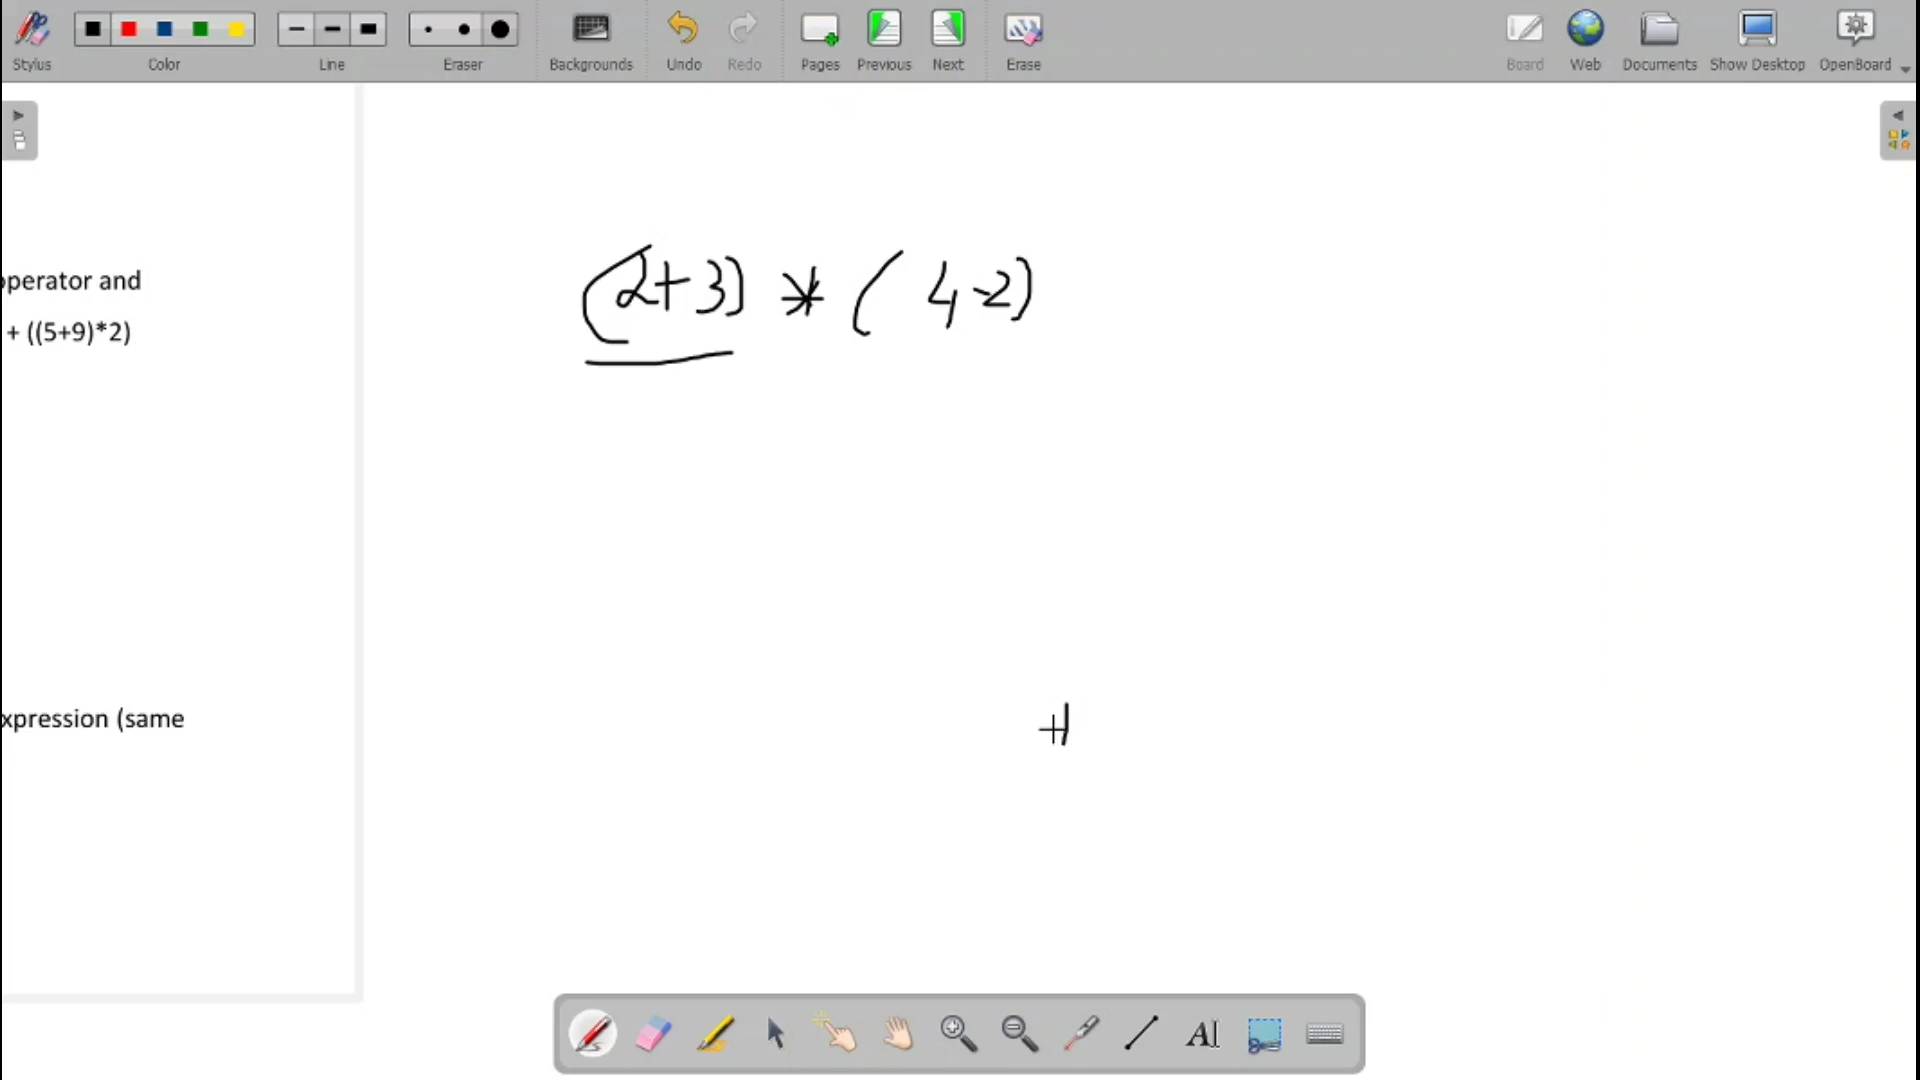 Stylus Color Line Eraser Backgrounds Undo Redo Pages Previous Next Erase Board Web Documents Show Desktop OpenBoard
operator and
+ ((5+9)*2)
(2+3) * ( 4-2)
xpression (same